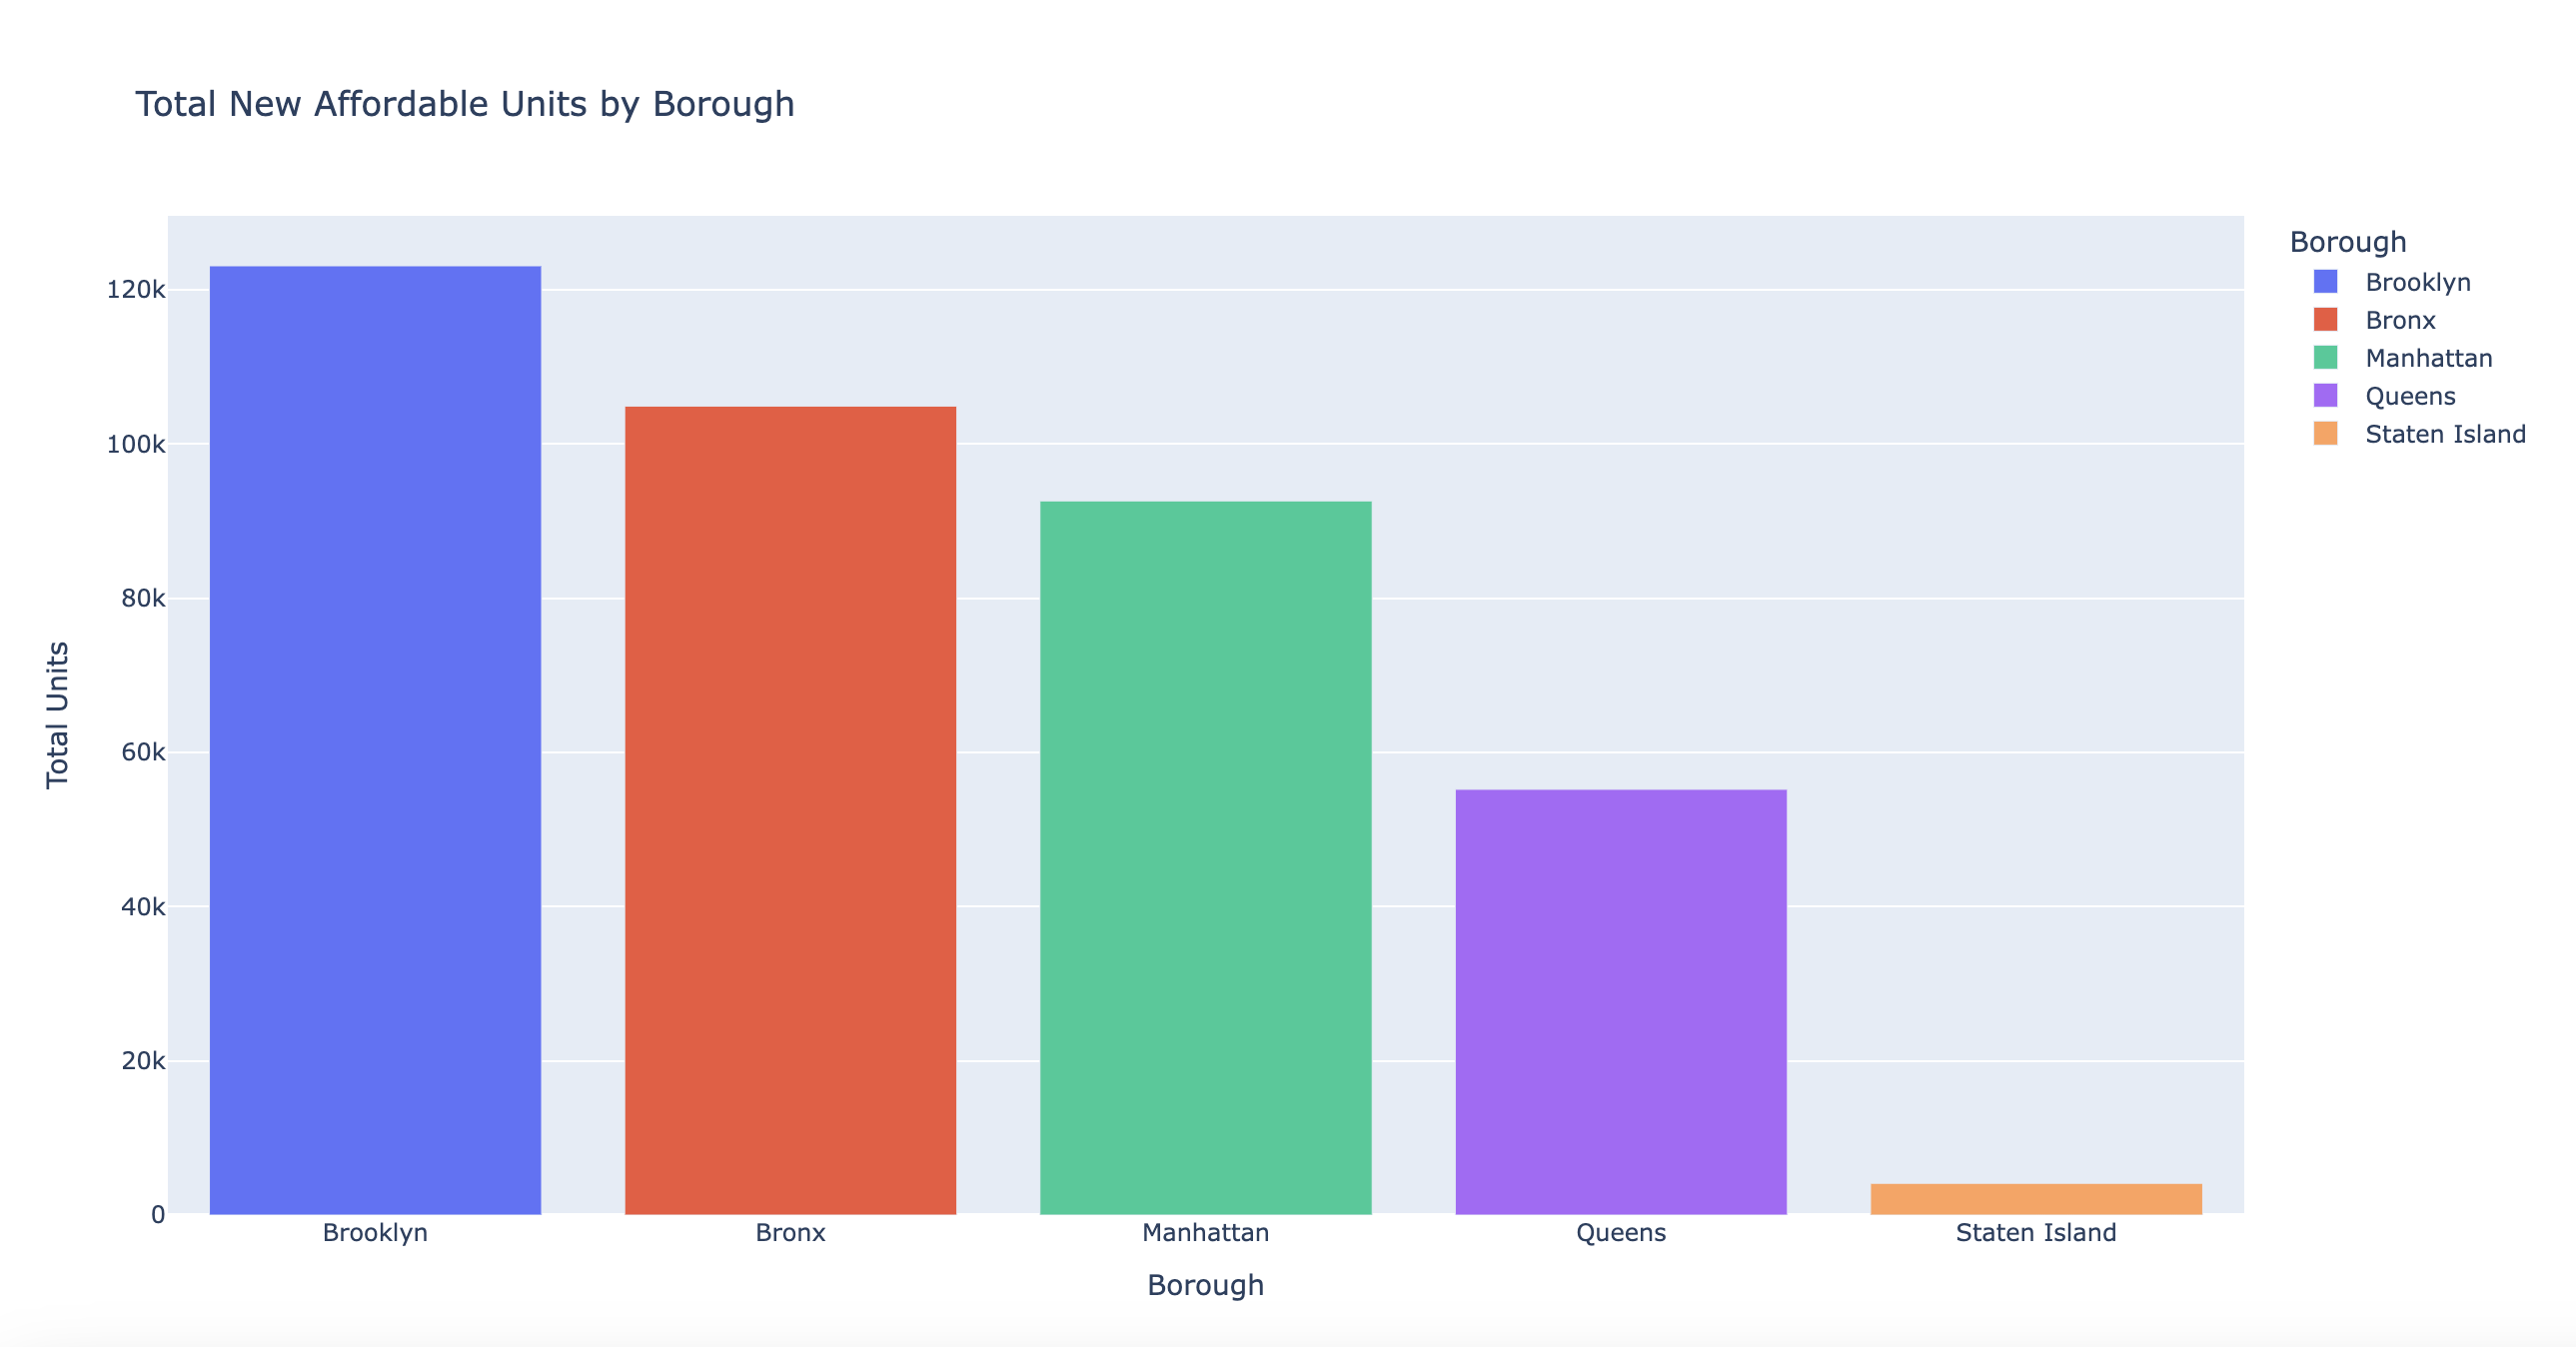 Total New Affordable Units by Borough
Borough
Brooklyn
Bronx
Manhattan
Queens
Staten Island
120k
100k
80k
60k
40k
20k
0
Total Units
Brooklyn Bronx Manhattan Queens Staten Island
Borough